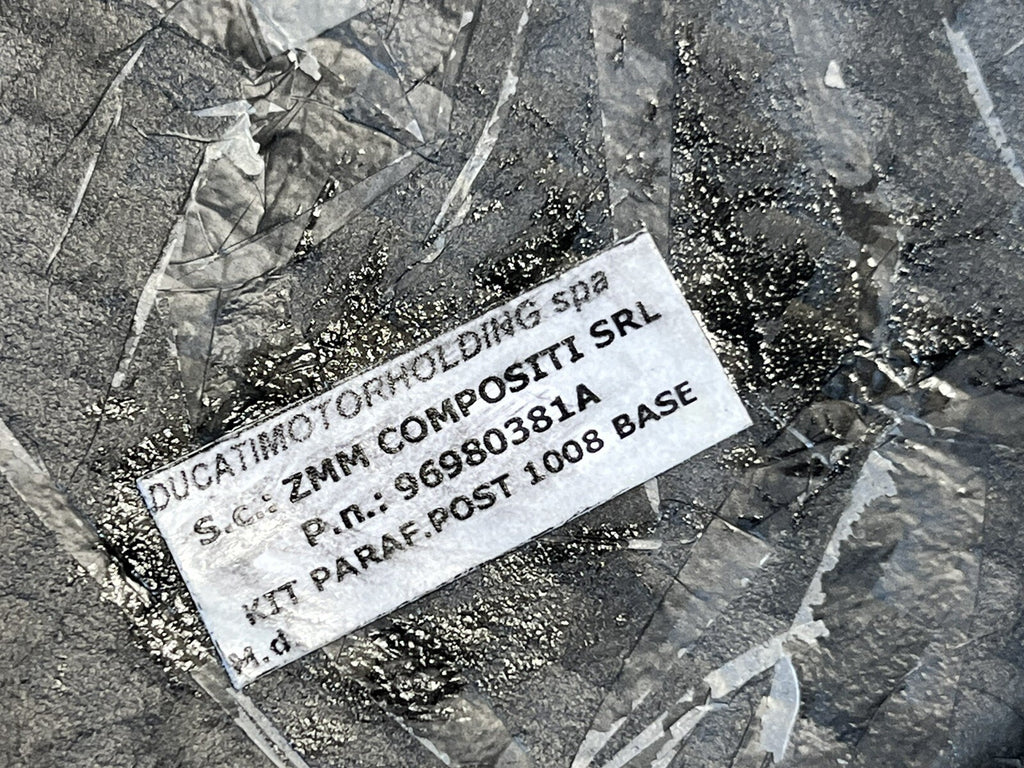 DUCATIMOTORHOLDING spa
s.c.: ZMM COMPOSITI SRL
P.n.: 96980381A
KIT PARAF.POST 1008 BASE
M.d.